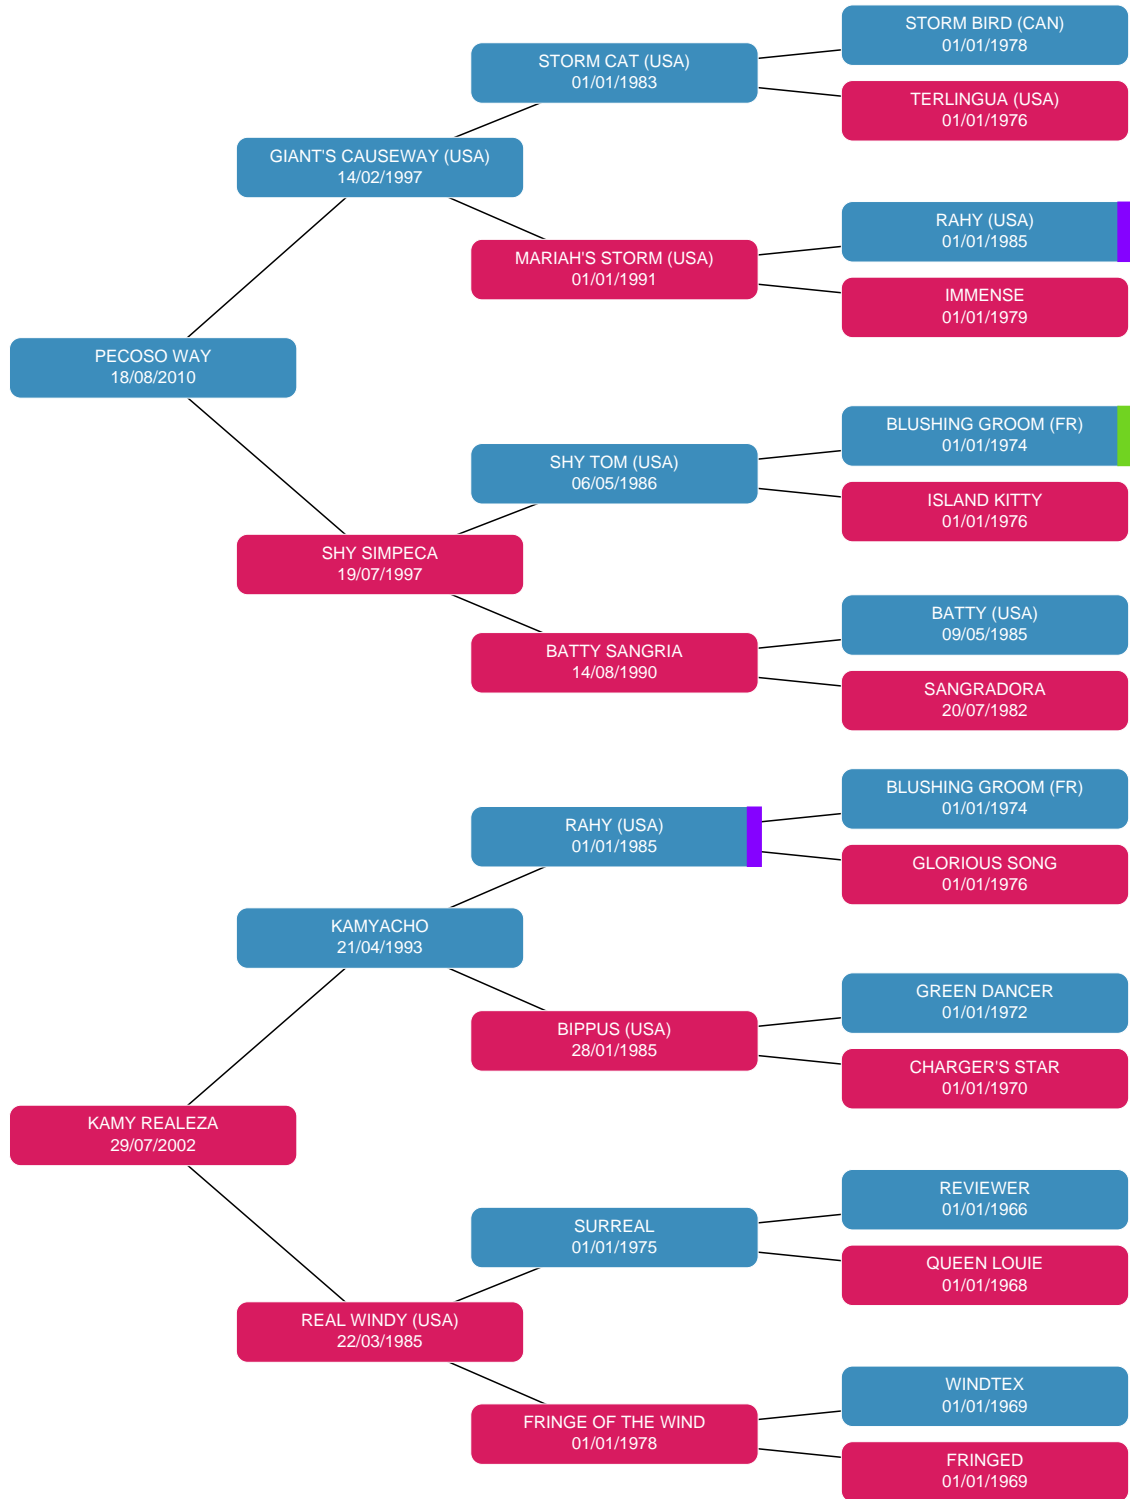 STORM BIRD (CAN)
01/01/1978
STORM CAT (USA)
01/01/1983
TERLINGUA (USA)
01/01/1976
GIANT'S CAUSEWAY (USA)
14/02/1997
RAHY (USA)
01/01/1985
MARIAH'S STORM (USA)
01/01/1991
IMMENSE
01/01/1979
PECOSO WAY
18/08/2010
BLUSHING GROOM (FR)
01/01/1974
SHY TOM (USA)
06/05/1986
ISLAND KITTY
01/01/1976
SHY SIMPECA
19/07/1997
BATTY (USA)
09/05/1985
BATTY SANGRIA
14/08/1990
SANGRADORA
20/07/1982
BLUSHING GROOM (FR)
01/01/1974
RAHY (USA)
01/01/1985
GLORIOUS SONG
01/01/1976
KAMYACHO
21/04/1993
GREEN DANCER
01/01/1972
BIPPUS (USA)
28/01/1985
CHARGER'S STAR
01/01/1970
KAMY REALEZA
29/07/2002
REVIEWER
01/01/1966
SURREAL
01/01/1975
QUEEN LOUIE
01/01/1968
REAL WINDY (USA)
22/03/1985
WINDTEX
01/01/1969
FRINGE OF THE WIND
01/01/1978
FRINGED
01/01/1969